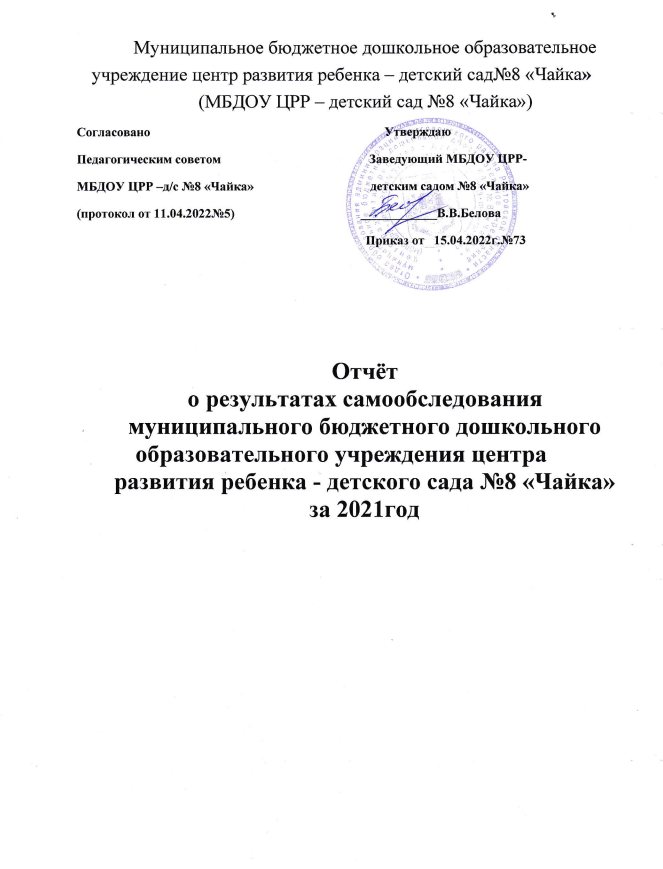 Муниципальное бюджетное дошкольное образовательное
учреждение центр развития ребенка – детский сад№8 «Чайка»
(МБДОУ ЦРР – детский сад №8 «Чайка»)
Согласовано Утверждаю
Педагогическим советом Заведующий МБДОУ ЦРР-
МБДОУ ЦРР –д/с №8 «Чайка» детским садом №8 «Чайка»
(протокол от 11.04.2022№5) ____________В.В.Белова
Приказ от 15.04.2022г..№73
Отчёт
о результатах самообследования
муниципального бюджетного дошкольного
образовательного учреждения центра
развития ребенка - детского сада №8 «Чайка»
за 2021год